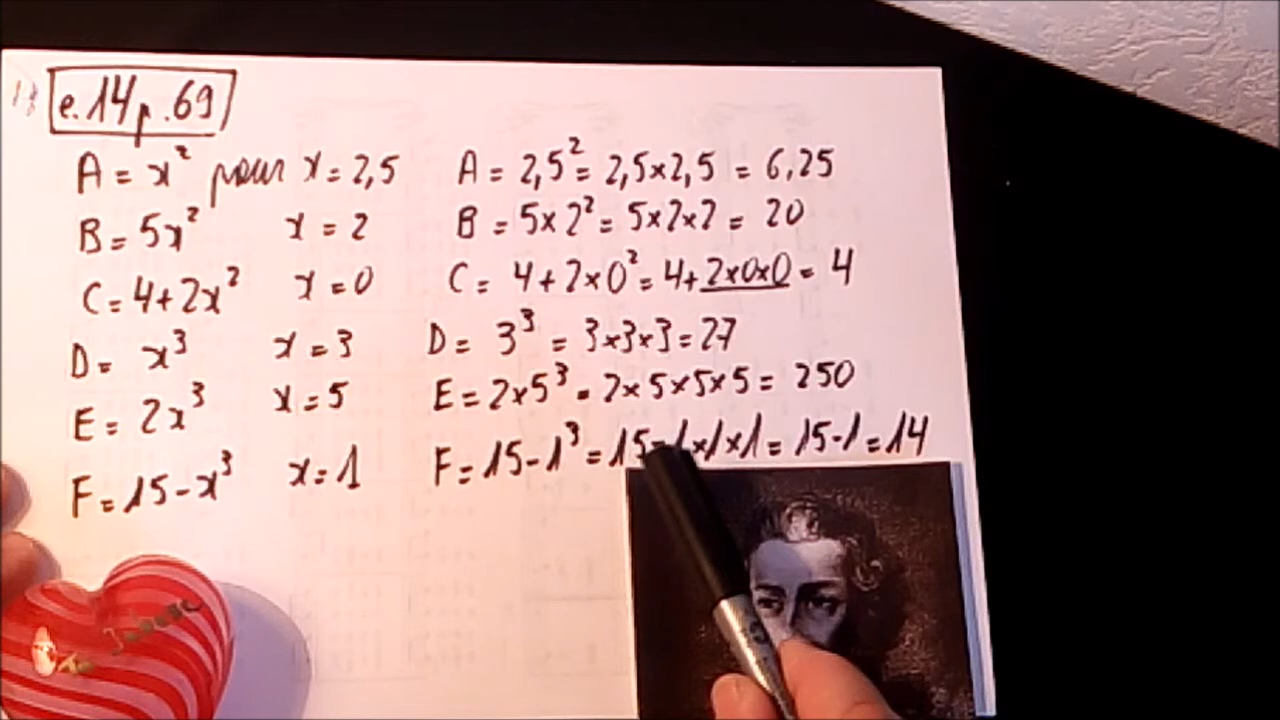 e.14 p.69
A = x² pour x = 2,5 A = 2,5² = 2,5×2,5 = 6,25
B = 5x² x = 2 B = 5×2² = 5×2×2 = 20
C = 4+2x² x = 0 C = 4+2×0² = 4+2×0×0 = 4
D = x³ x = 3 D = 3³ = 3×3×3 = 27
E = 2x³ x = 5 E = 2×5³ = 2×5×5×5 = 250
F = 15-x³ x = 1 F = 15-1³ = 15-1×1×1 = 15-1 = 14